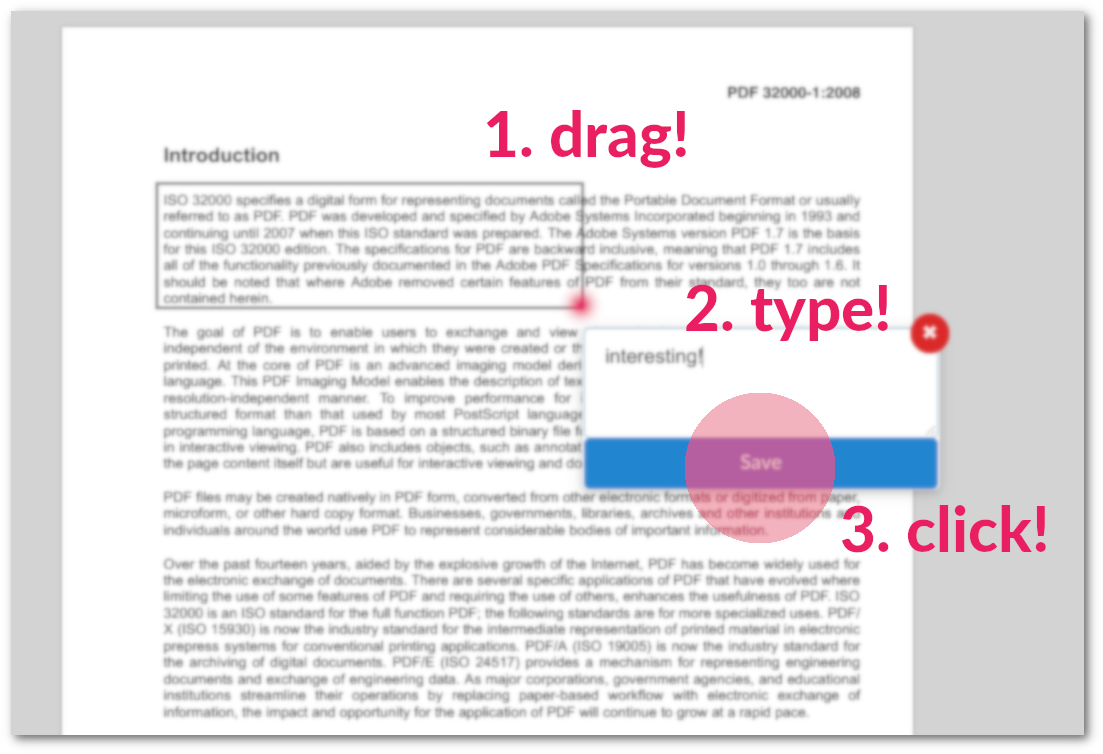 PDF 32000-1:2008
1. drag!
Introduction
ISO 32000 specifies a digital form for representing documents called the Portable Document Format or usually
referred to as PDF. PDF was developed and specified by Adobe Systems Incorporated beginning in 1993 and
continuing until 2007 when this ISO standard was prepared. The Adobe Systems version PDF 1.7 is the basis
for this ISO 32000 edition. The specifications for PDF are backward inclusive, meaning that PDF 1.7 includes
all of the functionality previously documented in the Adobe PDF Specifications for versions 1.0 through 1.6. It
should be noted that where Adobe removed certain features of PDF from their standard, they too are not
contained herein.
2. type!
The goal of PDF is to enable users to exchange and view
independent of the environment in which they were created or
printed. At the core of PDF is an advanced imaging model
language. This PDF Imaging Model enables the description of
resolution-independent manner. To improve performance for
structured format than that used by most PostScript language
programming language, PDF is based on a structured binary file
in interactive viewing. PDF also includes objects, such as
the page content itself but are useful for interactive viewing and
interesting!
Save
3. click!
PDF files may be created natively in PDF form, converted from other electronic formats or digitized from paper,
microform, or other hard copy format. Businesses, governments, libraries, archives and other institutions and
individuals around the world use PDF to represent considerable bodies of important information.
Over the past fourteen years, aided by the explosive growth of the Internet, PDF has become widely used for
the electronic exchange of documents. There are several specific applications of PDF that have evolved where
limiting the use of some features of PDF and requiring the use of others, enhances the usefulness of PDF. ISO
32000 is an ISO standard for the full function PDF; the following standards are for more specialized uses. PDF/
X (ISO 15930) is now the industry standard for the intermediate representation of printed material in electronic
prepress systems for conventional printing applications. PDF/A (ISO 19005) is now the industry standard for
the archiving of digital documents. PDF/E (ISO 24517) provides a mechanism for representing engineering
documents and exchange of engineering data. As major corporations, government agencies, and educational
institutions streamline their operations by replacing paper-based workflow with electronic exchange of
information, the impact and opportunity for the application of PDF will continue to grow at a rapid pace.